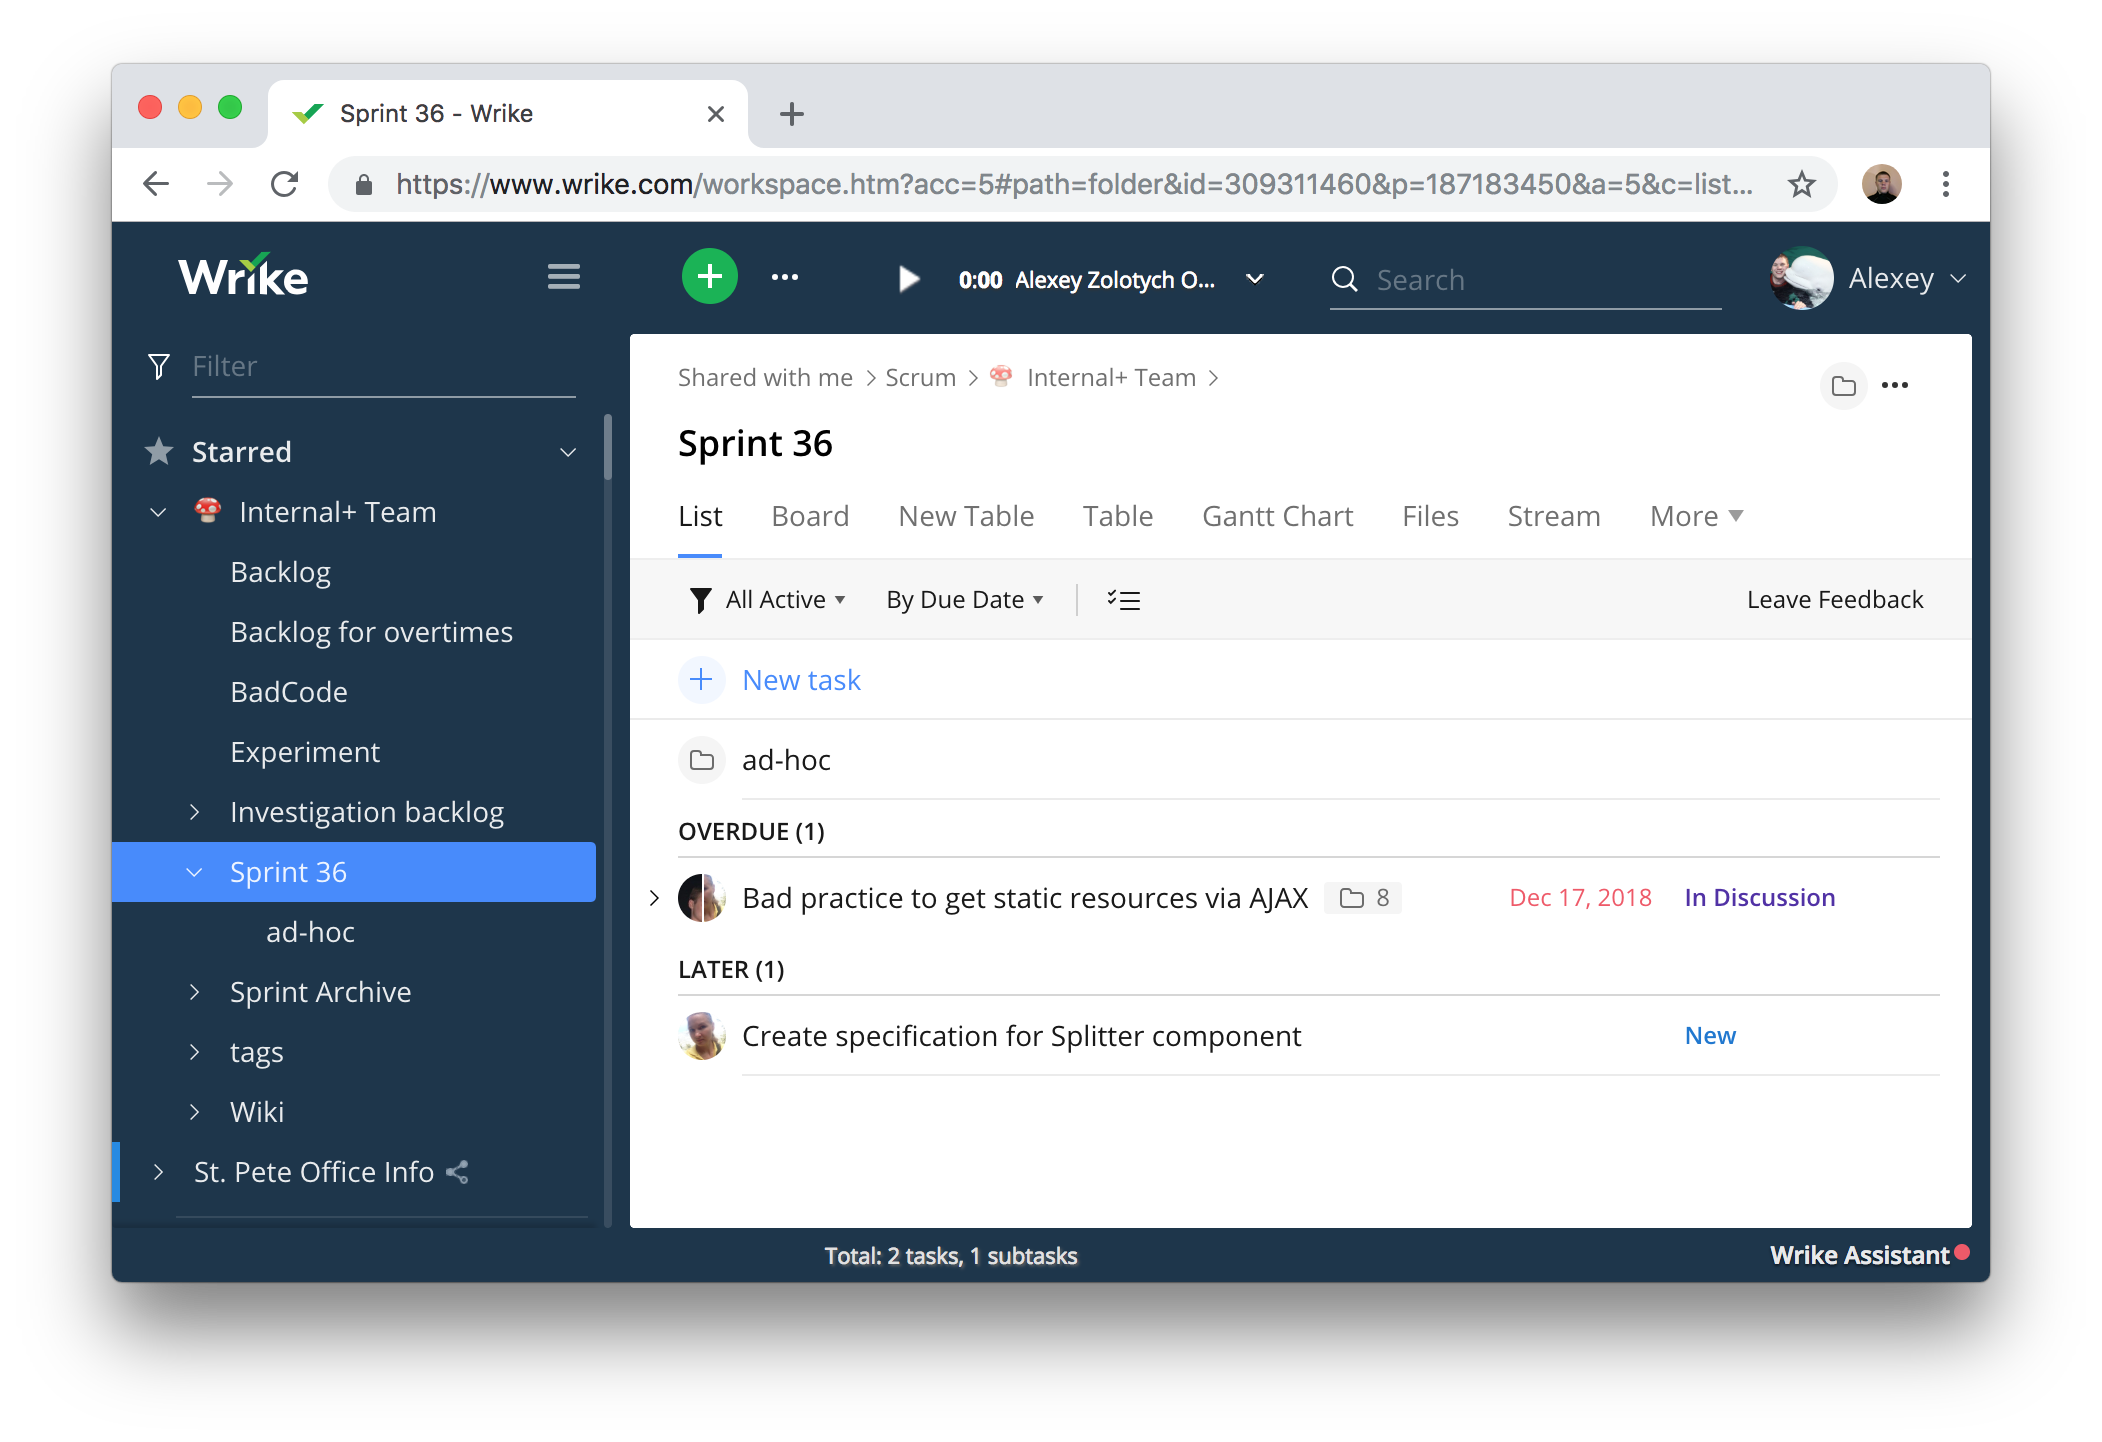 Sprint 36 - Wrike
https://www.wrike.com/workspace.htm?acc=5#path=folder&id=309311460&p=187183450&a=5&c=list...
Wrike
0:00 Alexey Zolotych O...
Search
Alexey
Filter
Starred
Internal+ Team
Backlog
Backlog for overtimes
BadCode
Experiment
Investigation backlog
Sprint 36
ad-hoc
Sprint Archive
tags
Wiki
St. Pete Office Info
Shared with me > Scrum > Internal+ Team >
Sprint 36
List Board New Table Table Gantt Chart Files Stream More
All Active By Due Date Leave Feedback
New task
ad-hoc
OVERDUE (1)
Bad practice to get static resources via AJAX 8 Dec 17, 2018 In Discussion
LATER (1)
Create specification for Splitter component New
Total: 2 tasks, 1 subtasks
Wrike Assistant